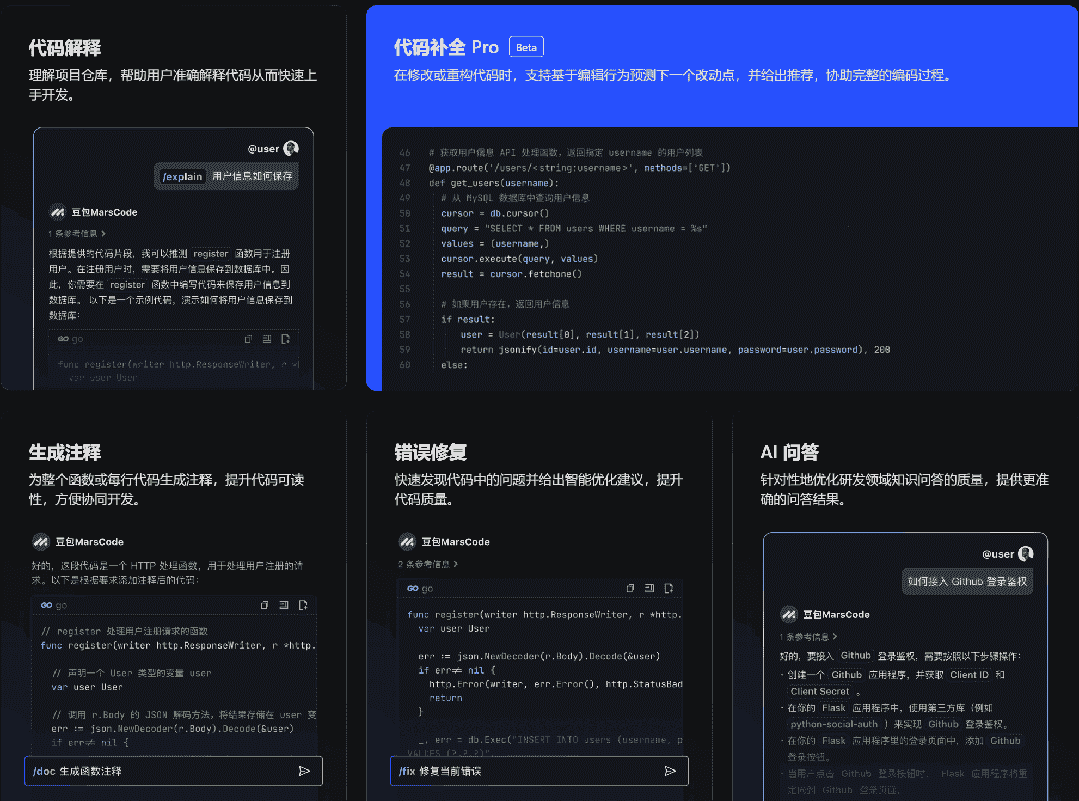 代码解释
理解项目仓库，帮助用户准确解释代码从而快速上
手开发。
@user
/explain 用户信息如何保存
豆包MarsCode
1 条参考信息 >
根据提供的代码片段，我可以推测 register 函数用于注册
用户。在注册用户时，需要将用户信息保存到数据库中。因
此，你需要在 register 函数中编写代码来保存用户信息到
数据库。 以下是一个示例代码，演示如何将用户信息保存到
数据库：
GO go
func register(writer http.ResponseWriter, r *h
var user User
代码补全 Pro Beta
在修改或重构代码时，支持基于编辑行为预测下一个改动点，并给出推荐，协助完整的编码过程。
46 # 获取用户信息 API 处理函数，返回指定 username 的用户列表
47 @app.route('/users/<string:username>', methods=['GET'])
48 def get_users(username):
49 # 从 MySQL 数据库中查询用户信息
50 cursor = db.cursor()
51 query = "SELECT * FROM users WHERE username = %s"
52 values = (username,)
53 cursor.execute(query, values)
54 result = cursor.fetchone()
55
56 # 如果用户存在，返回用户信息
57 if result:
58 user = User(result[0], result[1], result[2])
59 return jsonify(id=user.id, username=user.username, password=user.password), 200
60 else:
生成注释
为整个函数或每行代码生成注释，提升代码可读
性，方便协同开发。
豆包MarsCode
好的，这段代码是一个 HTTP 处理函数，用于处理用户注册的请
求。以下是根据要求添加注释后的代码：
GO go
// register 处理用户注册请求的函数
func register(writer http.ResponseWriter, r *http.
// 声明一个 User 类型的变量 user
var user User
// 调用 r.Body 的 JSON 解码方法，将结果存储在 user 变
err := json.NewDecoder(r.Body).Decode(&user)
if err≠ nil {
/doc 生成函数注释
错误修复
快速发现代码中的问题并给出智能优化建议，提升
代码质量。
豆包MarsCode
2 条参考信息 >
GO go
func register(writer http.ResponseWriter, r *http.
var user User
err := json.NewDecoder(r.Body).Decode(&user)
if err≠ nil {
http.Error(writer, err.Error(), http.StatusBad
return
}
_, err = db.Exec("INSERT INTO users (username, p
VALUES (?,?,?)",
/fix 修复当前错误
AI 问答
针对性地优化研发领域知识问答的质量，提供更准
确的问答结果。
@user
如何接入 Github 登录鉴权
豆包MarsCode
1 条参考信息 >
好的，要接入 Github 登录鉴权，需要按照以下步骤操作：
· 创建一个 Github 应用程序，并获取 Client ID 和
Client Secret 。
· 在你的 Flask 应用程序中，使用第三方库（例如
python-social-auth ）来实现 Github 登录鉴权。
· 在你的 Flask 应用程序里的登录页面中，添加 Github
登录按钮。
· 当用户点击 Github 登录按钮时， Flask 应用程序将重
定向到 Github 登录页面。